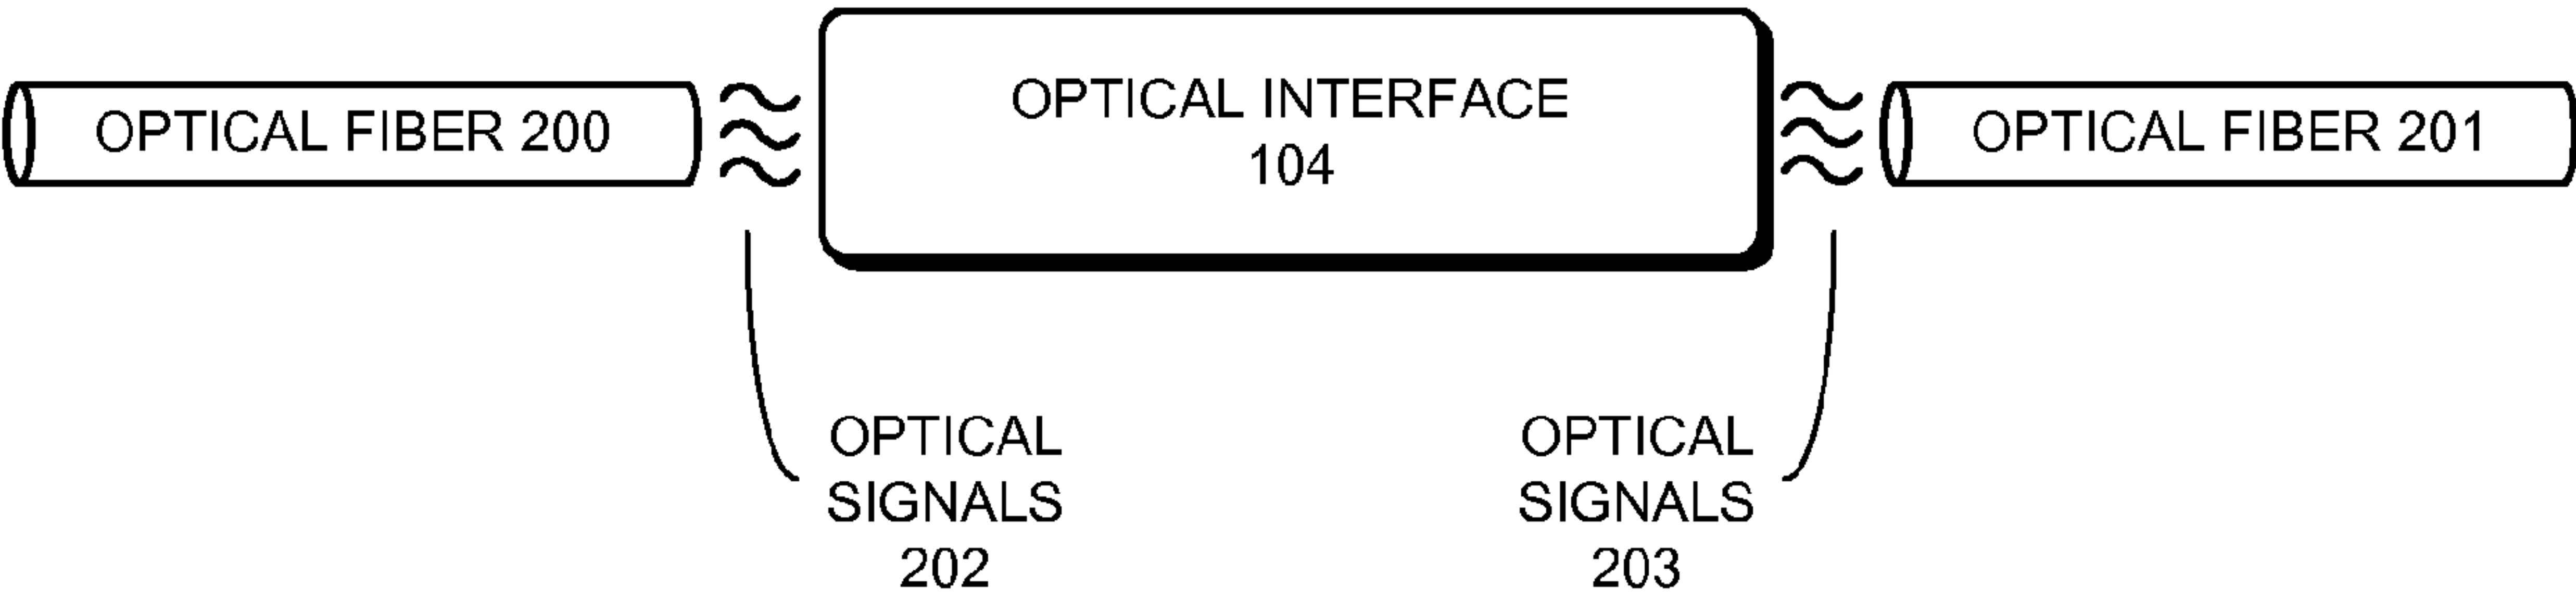 OPTICAL FIBER 200
OPTICAL INTERFACE
104
OPTICAL FIBER 201
OPTICAL
SIGNALS
202
OPTICAL
SIGNALS
203